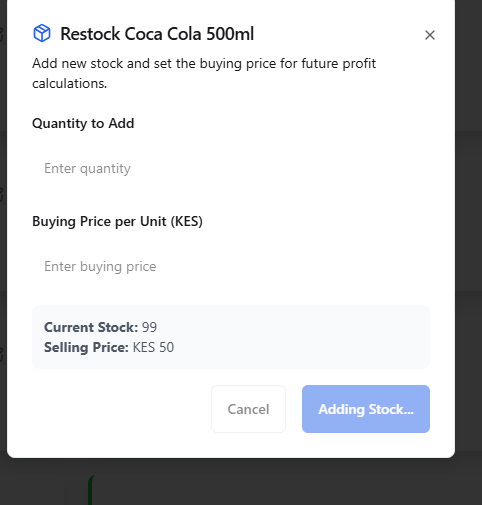 Restock Coca Cola 500ml
Add new stock and set the buying price for future profit
calculations.
Quantity to Add
Enter quantity
Buying Price per Unit (KES)
Enter buying price
Current Stock: 99
Selling Price: KES 50
Cancel
Adding Stock...